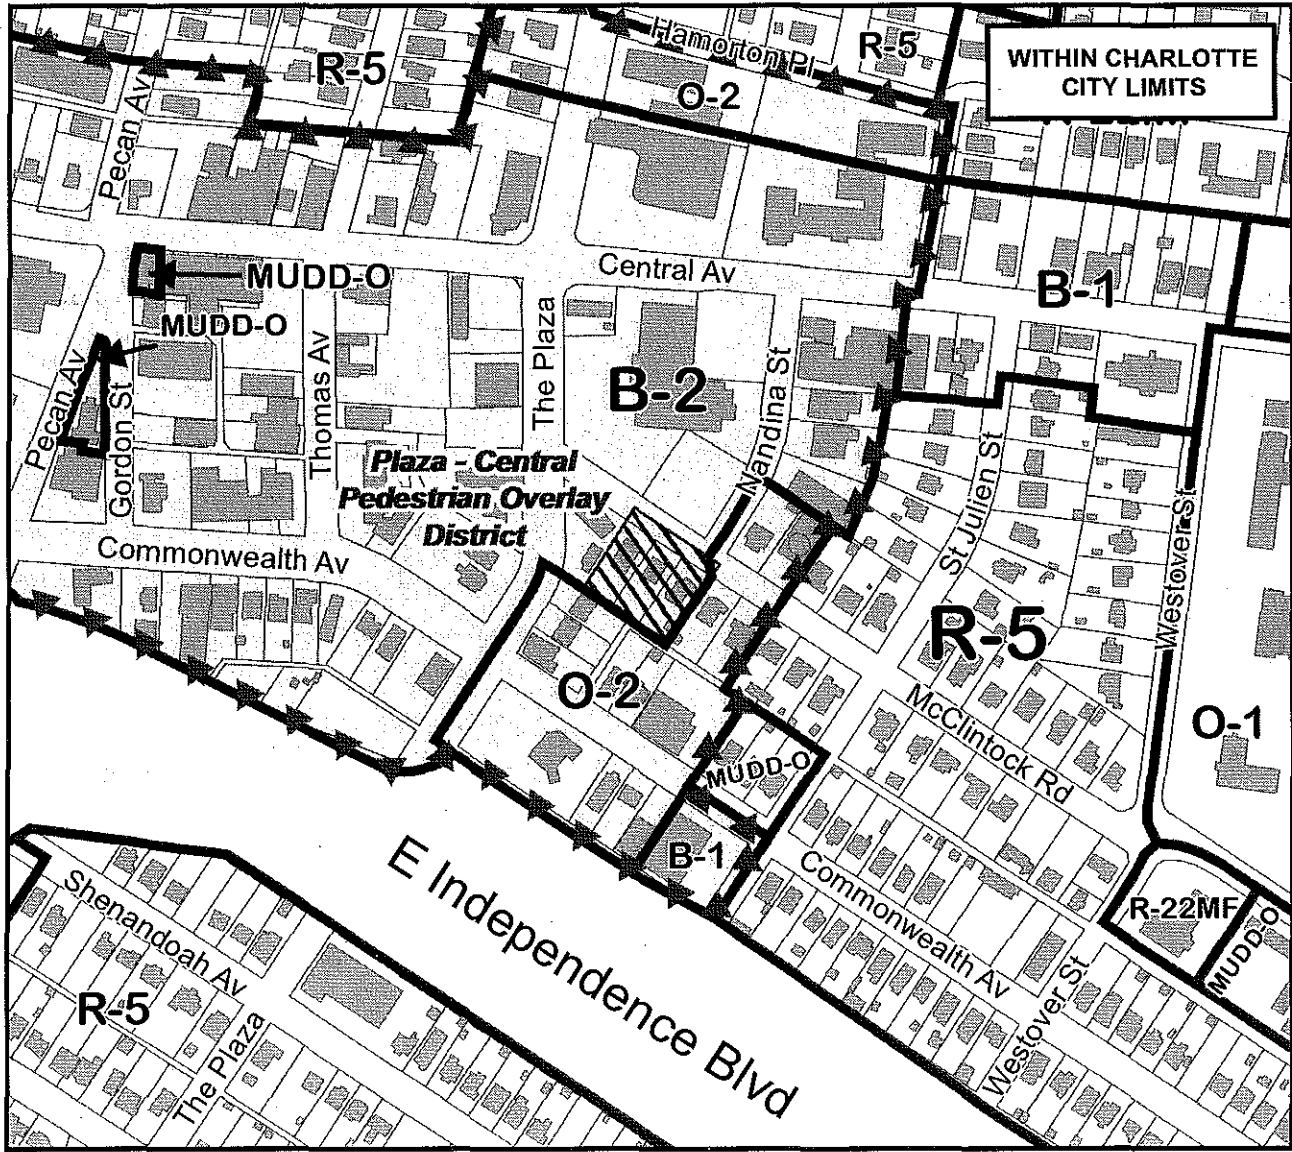 Hamorton Pl
R-5
WITHIN CHARLOTTE
CITY LIMITS
R-5
O-2
Pecan Av
MUDD-O
Central Av
B-1
MUDD-O
The Plaza
Thomas Av
B-2
Nandina St
Pecan Av
Gordon St
Plaza - Central
Pedestrian Overlay
District
St Julien St
Westover St
Commonwealth Av
R-5
O-2
McClintock Rd
O-1
MUDD-O
B-1
E Independence Blvd
Commonwealth Av
R-22MF
MUDD-O
Shenandoah Av
R-5
The Plaza
Westover St